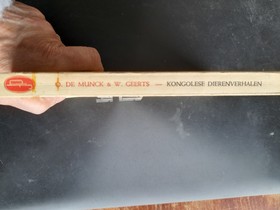 DE MUNCK & W. GEERTS — KONGOLESE DIERENVERHALEN